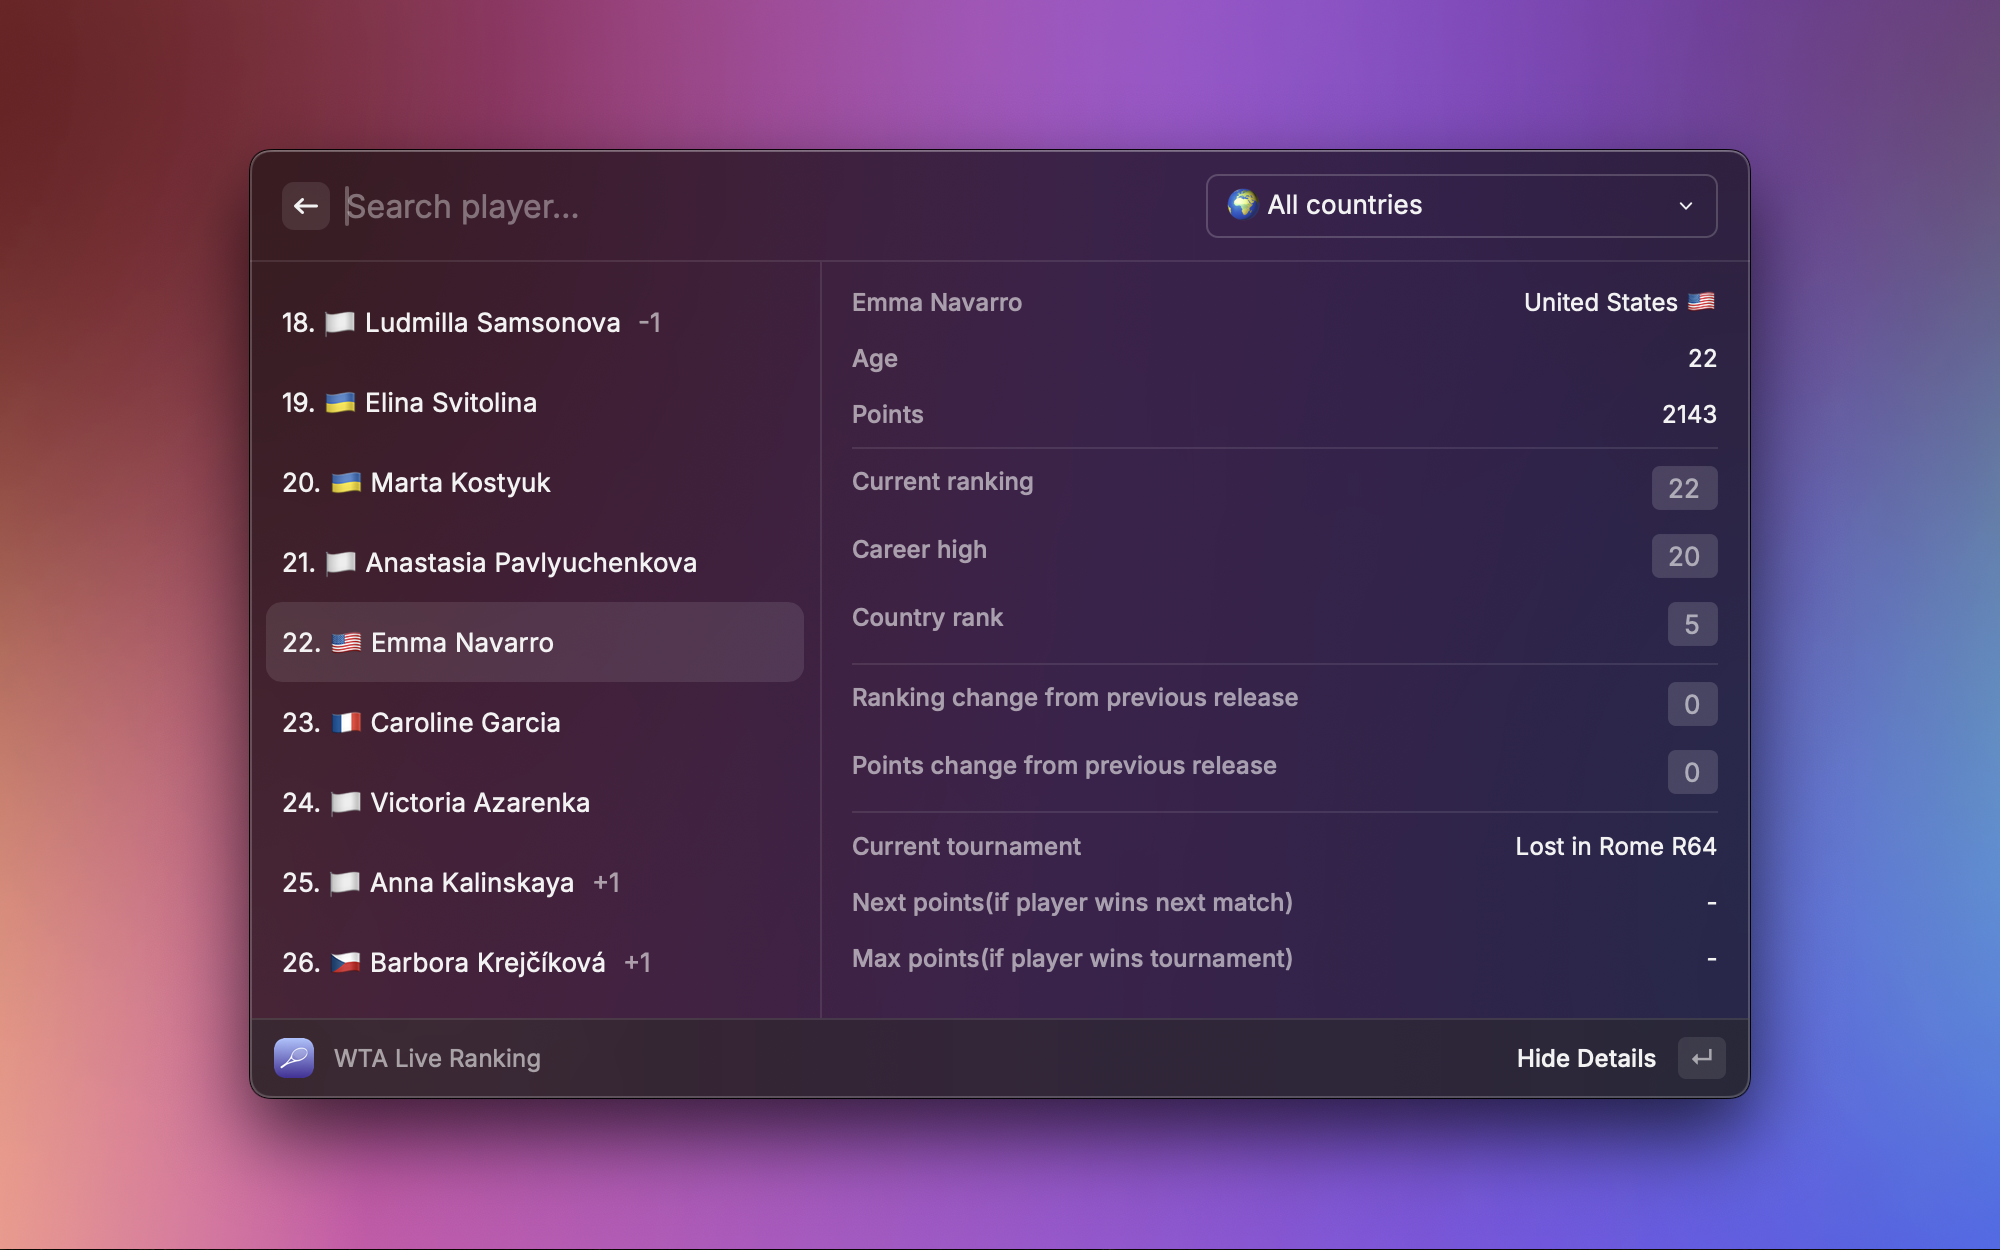 Search player...
All countries
18. Ludmilla Samsonova -1
19. Elina Svitolina
20. Marta Kostyuk
21. Anastasia Pavlyuchenkova
22. Emma Navarro
23. Caroline Garcia
24. Victoria Azarenka
25. Anna Kalinskaya +1
26. Barbora Krejčíková +1
Emma Navarro United States
Age 22
Points 2143
Current ranking 22
Career high 20
Country rank 5
Ranking change from previous release 0
Points change from previous release 0
Current tournament Lost in Rome R64
Next points(if player wins next match) -
Max points(if player wins tournament) -
WTA Live Ranking
Hide Details